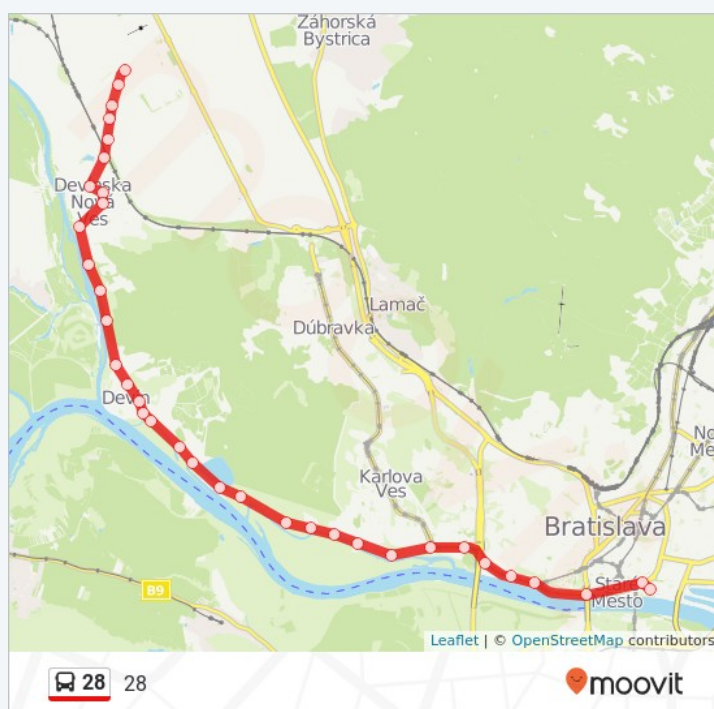 Záhorská
Bystrica
Devínska
Nová
Ves
Lamač
Dúbravka
Devín
Karlova
Ves
Bratislava
Staré
Mesto
B9
Leaflet | © OpenStreetMap contributors
28 28
moovit